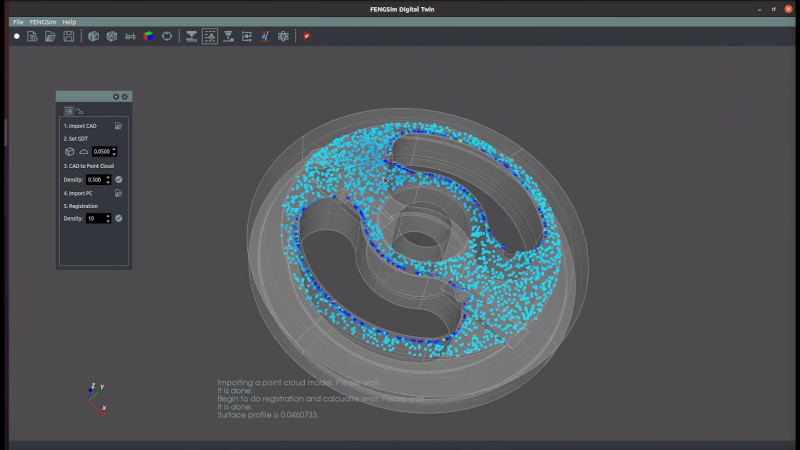 FENGSim Digital Twin
File FENGSim Help
1. Import CAD
2. Set GDT
0.0500
3. CAD to Point Cloud
Density: 0.500
4. Import PC
5. Registration
Density: 10
Z Y
X
Importing a point cloud model. Please wait.
It is done.
Begin to do registration and calcualte error. Please wait.
It is done.
Surface profile is 0.0460733.